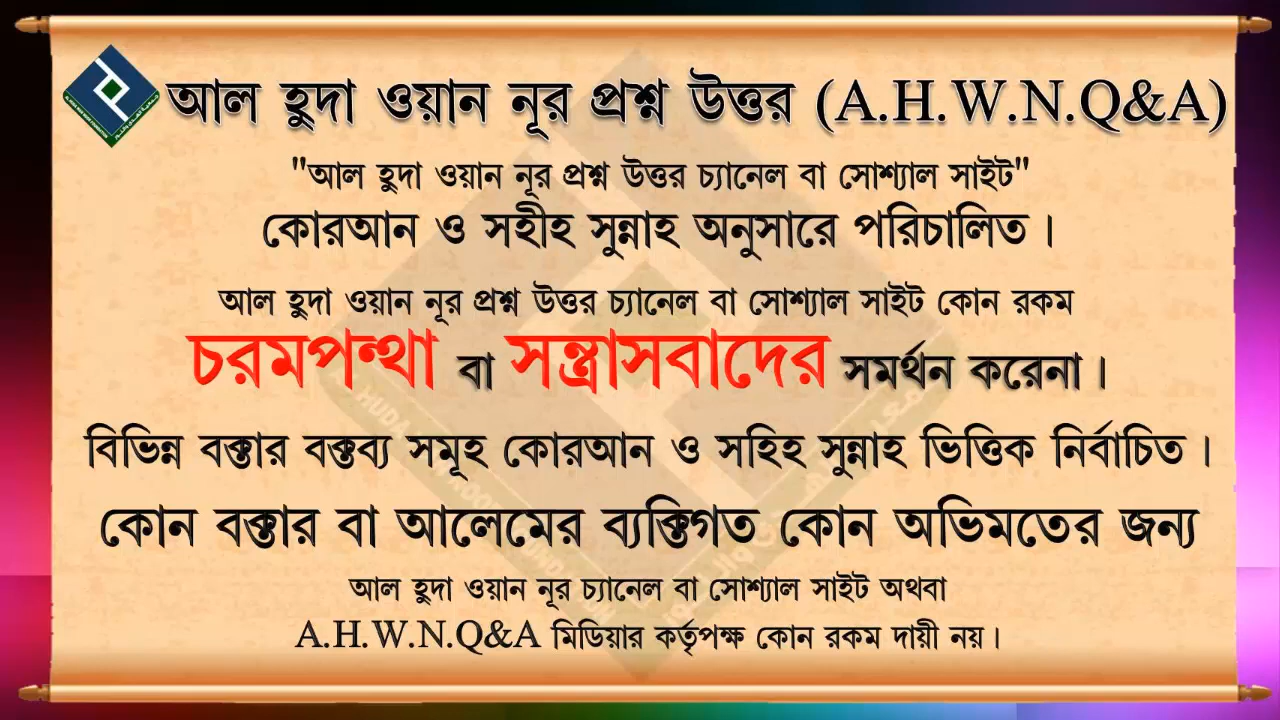 আল হুদা ওয়ান নূর প্রশ্ন উত্তর (A.H.W.N.Q&A)
"আল হুদা ওয়ান নূর প্রশ্ন উত্তর চ্যানেল বা সোশ্যাল সাইট"
কোরআন ও সহীহ সুন্নাহ অনুসারে পরিচালিত।
আল হুদা ওয়ান নূর প্রশ্ন উত্তর চ্যানেল বা সোশ্যাল সাইট কোন রকম
চরমপন্থা বা সন্ত্রাসবাদের সমর্থন করেনা।
বিভিন্ন বক্তার বক্তব্য সমূহ কোরআন ও সহিহ সুন্নাহ ভিত্তিক নির্বাচিত।
কোন বক্তার বা আলেমের ব্যক্তিগত কোন অভিমতের জন্য
আল হুদা ওয়ান নূর চ্যানেল বা সোশ্যাল সাইট অথবা
A.H.W.N.Q&A মিডিয়ার কর্তৃপক্ষ কোন রকম দায়ী নয়।